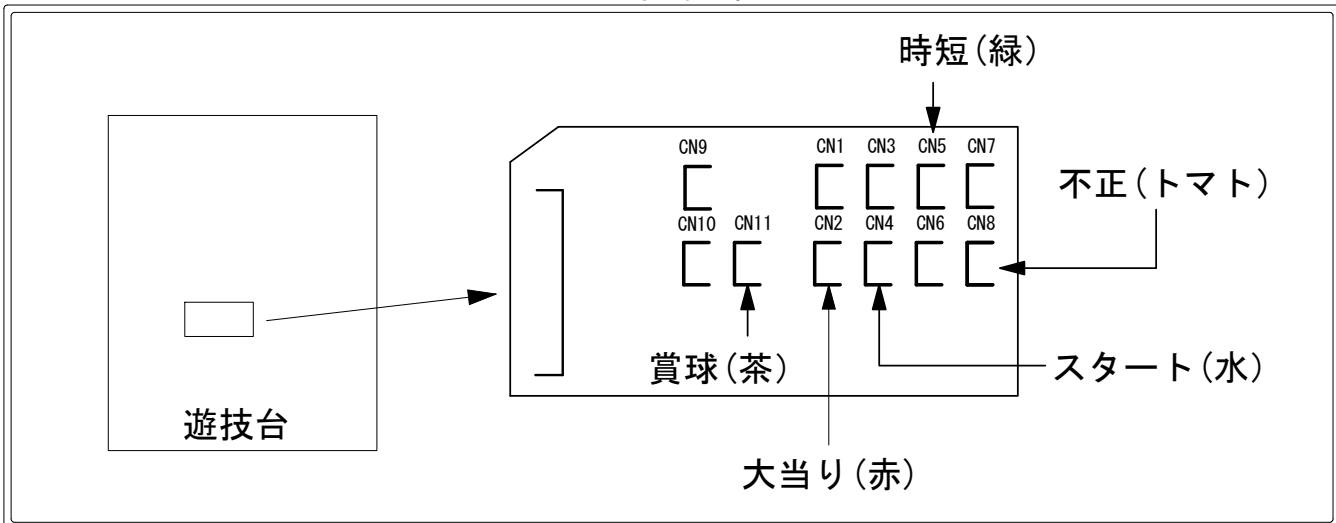 時短(緑)
CN9
CN1
CN3
CN5
CN7
不正(トマト)
CN10
CN11
CN2
CN4
CN6
CN8
賞球(茶)
スタート(水)
遊技台
大当り(赤)